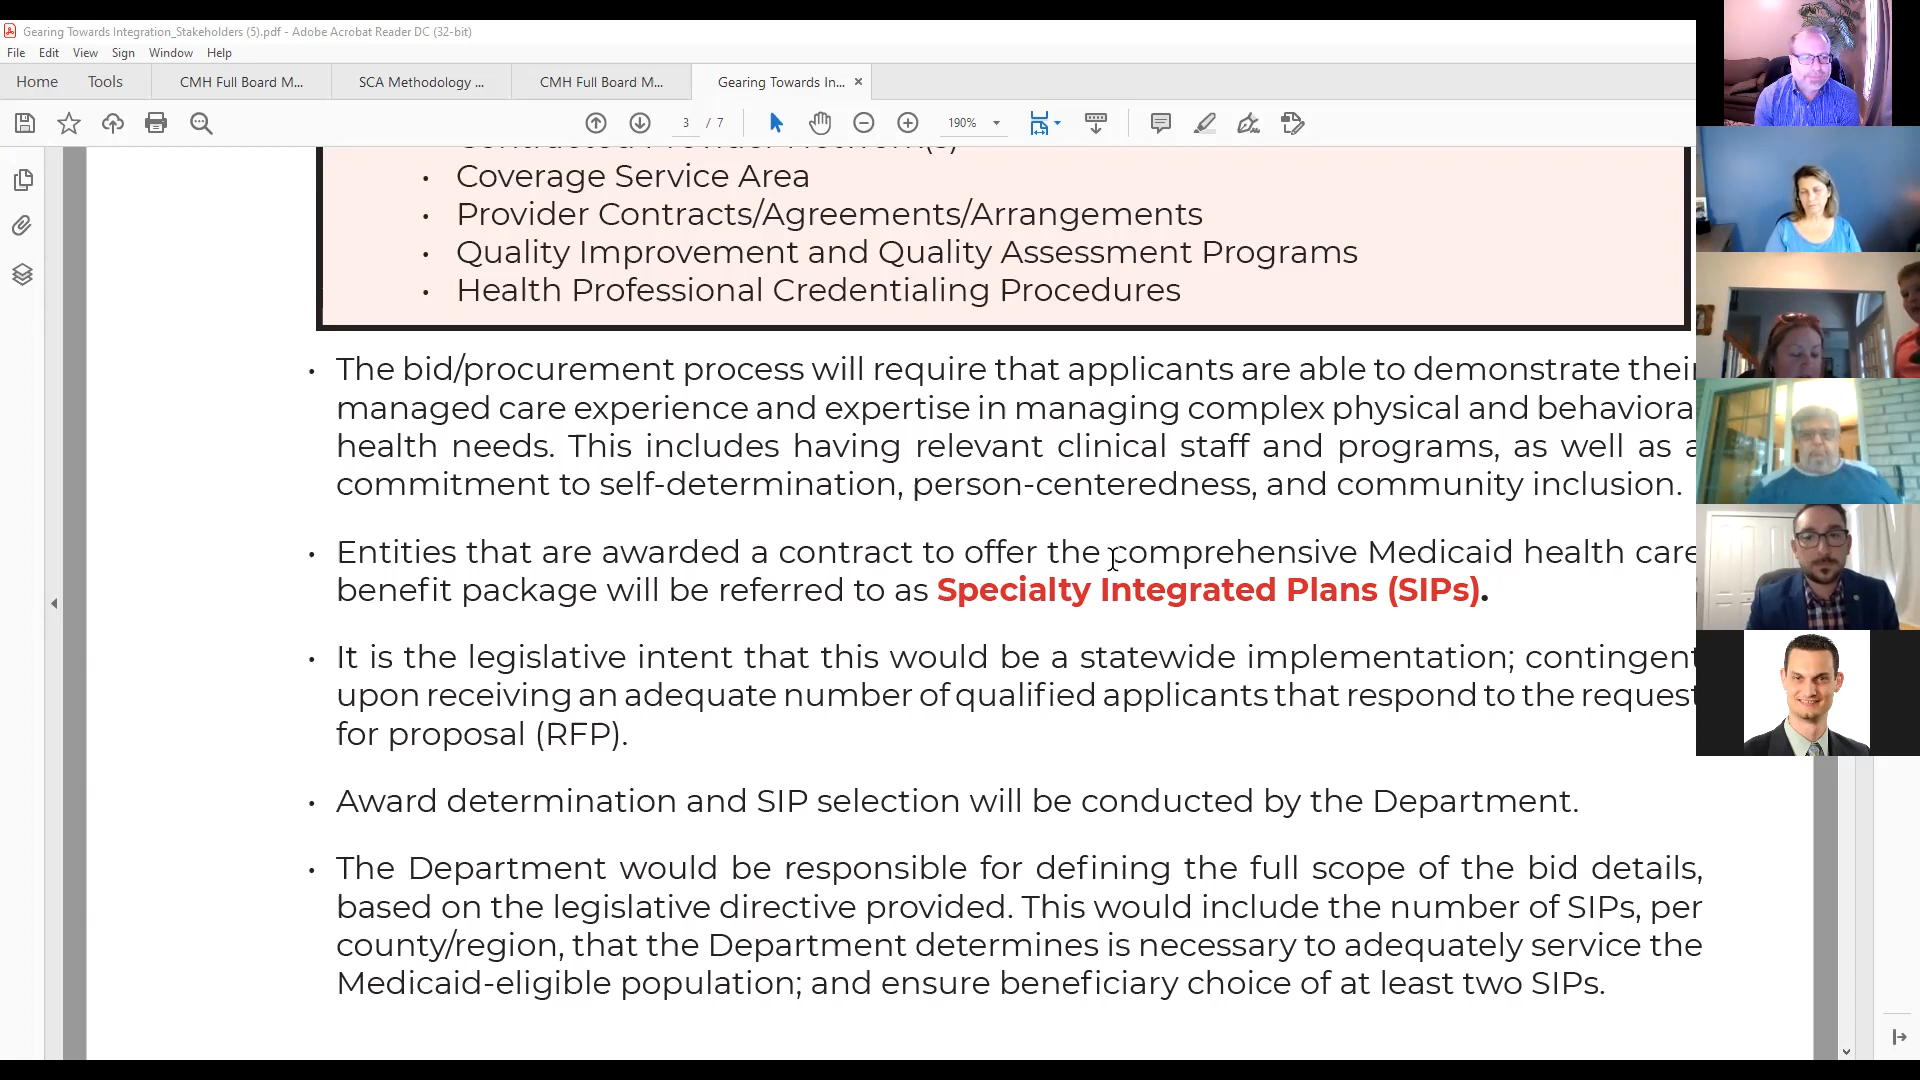 Gearing Towards Integration_Stakeholders (5).pdf - Adobe Acrobat Reader DC (32-bit)
File Edit View Sign Window Help
Home Tools CMH Full Board M... SCA Methodology ... CMH Full Board M... Gearing Towards In... ×
3 / 7 190%
Contracted Provider Network(s)
• Coverage Service Area
• Provider Contracts/Agreements/Arrangements
• Quality Improvement and Quality Assessment Programs
• Health Professional Credentialing Procedures
• The bid/procurement process will require that applicants are able to demonstrate their
managed care experience and expertise in managing complex physical and behaviora
health needs. This includes having relevant clinical staff and programs, as well as a
commitment to self-determination, person-centeredness, and community inclusion.
• Entities that are awarded a contract to offer the comprehensive Medicaid health care
benefit package will be referred to as Specialty Integrated Plans (SIPs).
• It is the legislative intent that this would be a statewide implementation; contingent
upon receiving an adequate number of qualified applicants that respond to the request
for proposal (RFP).
• Award determination and SIP selection will be conducted by the Department.
• The Department would be responsible for defining the full scope of the bid details,
based on the legislative directive provided. This would include the number of SIPs, per
county/region, that the Department determines is necessary to adequately service the
Medicaid-eligible population; and ensure beneficiary choice of at least two SIPs.